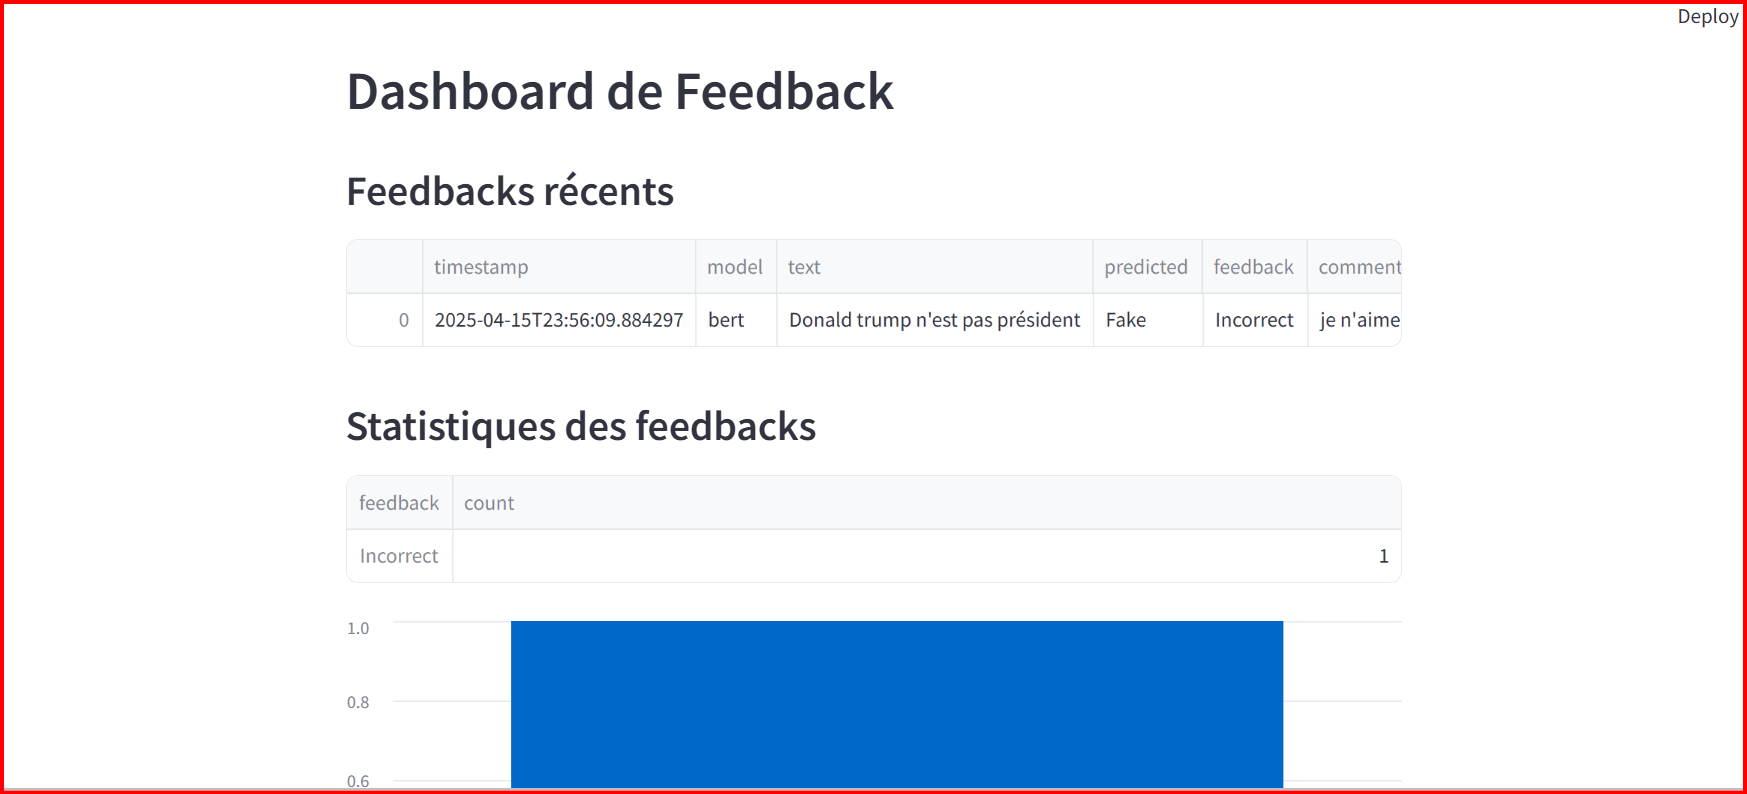 Deploy
Dashboard de Feedback
Feedbacks récents
timestamp model text predicted feedback comment
0 2025-04-15T23:56:09.884297 bert Donald trump n'est pas président Fake Incorrect je n'aime
Statistiques des feedbacks
feedback count
Incorrect 1
1.0
0.8
0.6